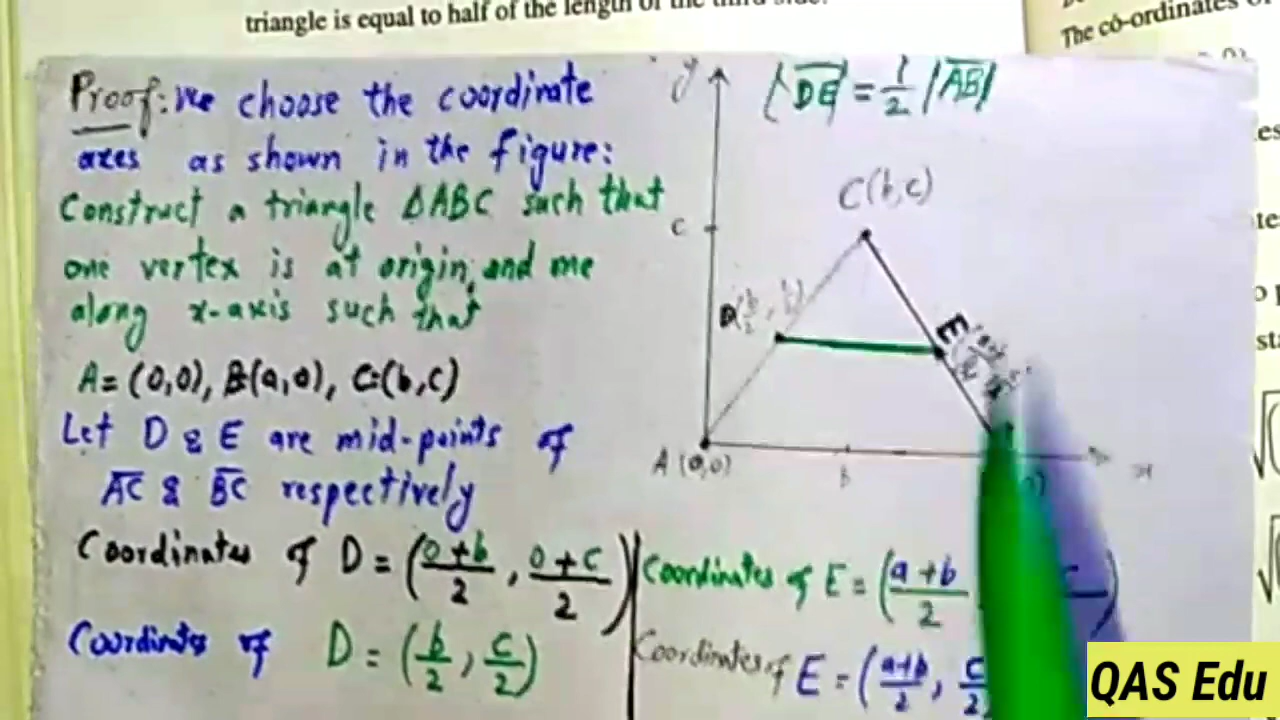 triangle is equal to half of the length of the third side.
The co-ordinates
Proof: We choose the coordinate
axes as shown in the figure:
Construct a triangle ΔABC such that
one vertex is at origin, and one
along x-axis such that
A = (0,0), B=(a,0), C=(b,c)
Let D & E are mid-points of
AC & BC respectively
Coordinates of D = (0+b/2, 0+c/2)
Coordinates of D = (b/2, c/2)
|DE| = 1/2 |AB|
y
C(b,c)
c
D(b/2, c/2)
E
A (0,0)
b
x
Coordinates of E = (a+b/2, c
Coordinates of E = (a+b/2, c/2
QAS Edu